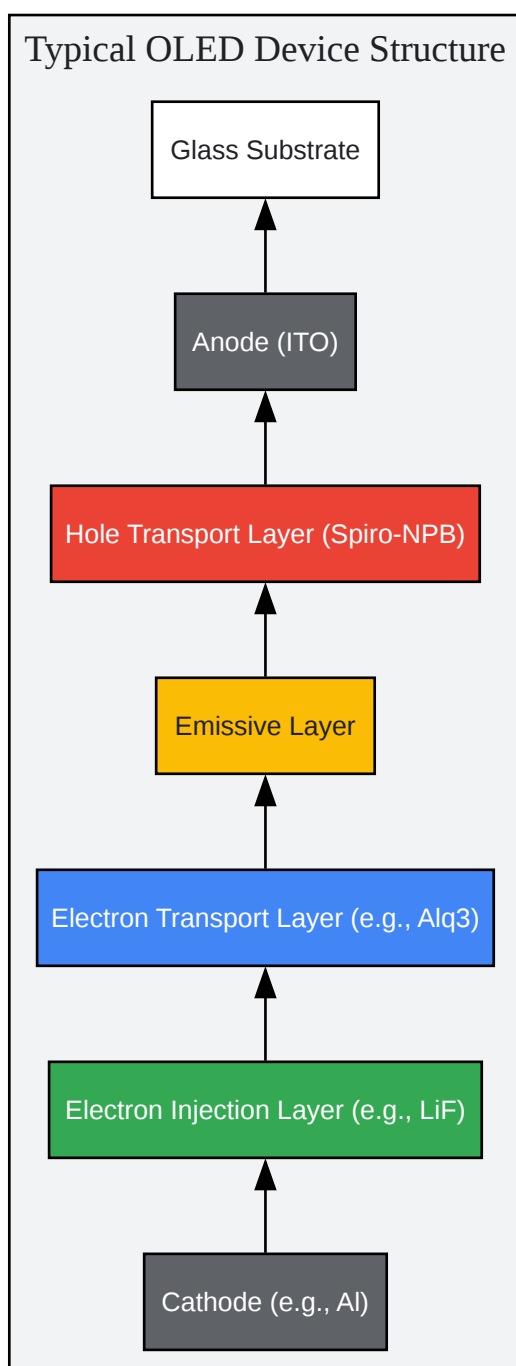 Typical OLED Device Structure
Glass Substrate
Anode (ITO)
Hole Transport Layer (Spiro-NPB)
Emissive Layer
Electron Transport Layer (e.g., Alq3)
Electron Injection Layer (e.g., LiF)
Cathode (e.g., Al)